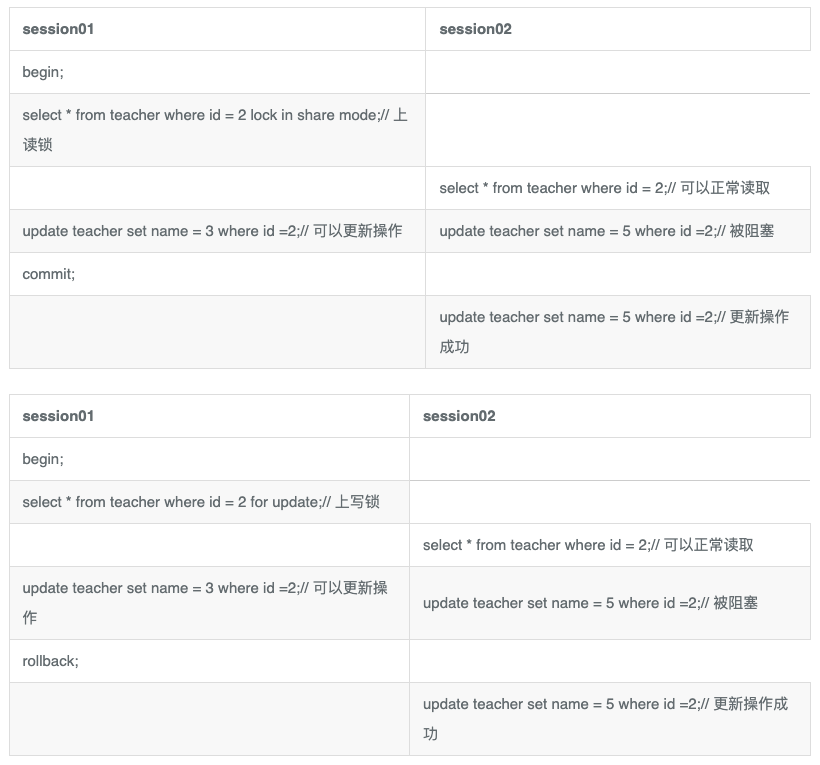 session01
session02
begin;
select * from teacher where id = 2 lock in share mode;// 上
读锁
select * from teacher where id = 2;// 可以正常读取
update teacher set name = 3 where id =2;// 可以更新操作
update teacher set name = 5 where id =2;// 被阻塞
commit;
update teacher set name = 5 where id =2;// 更新操作
成功
session01
session02
begin;
select * from teacher where id = 2 for update;// 上写锁
select * from teacher where id = 2;// 可以正常读取
update teacher set name = 3 where id =2;// 可以更新操
作
update teacher set name = 5 where id =2;// 被阻塞
rollback;
update teacher set name = 5 where id =2;// 更新操作成
功